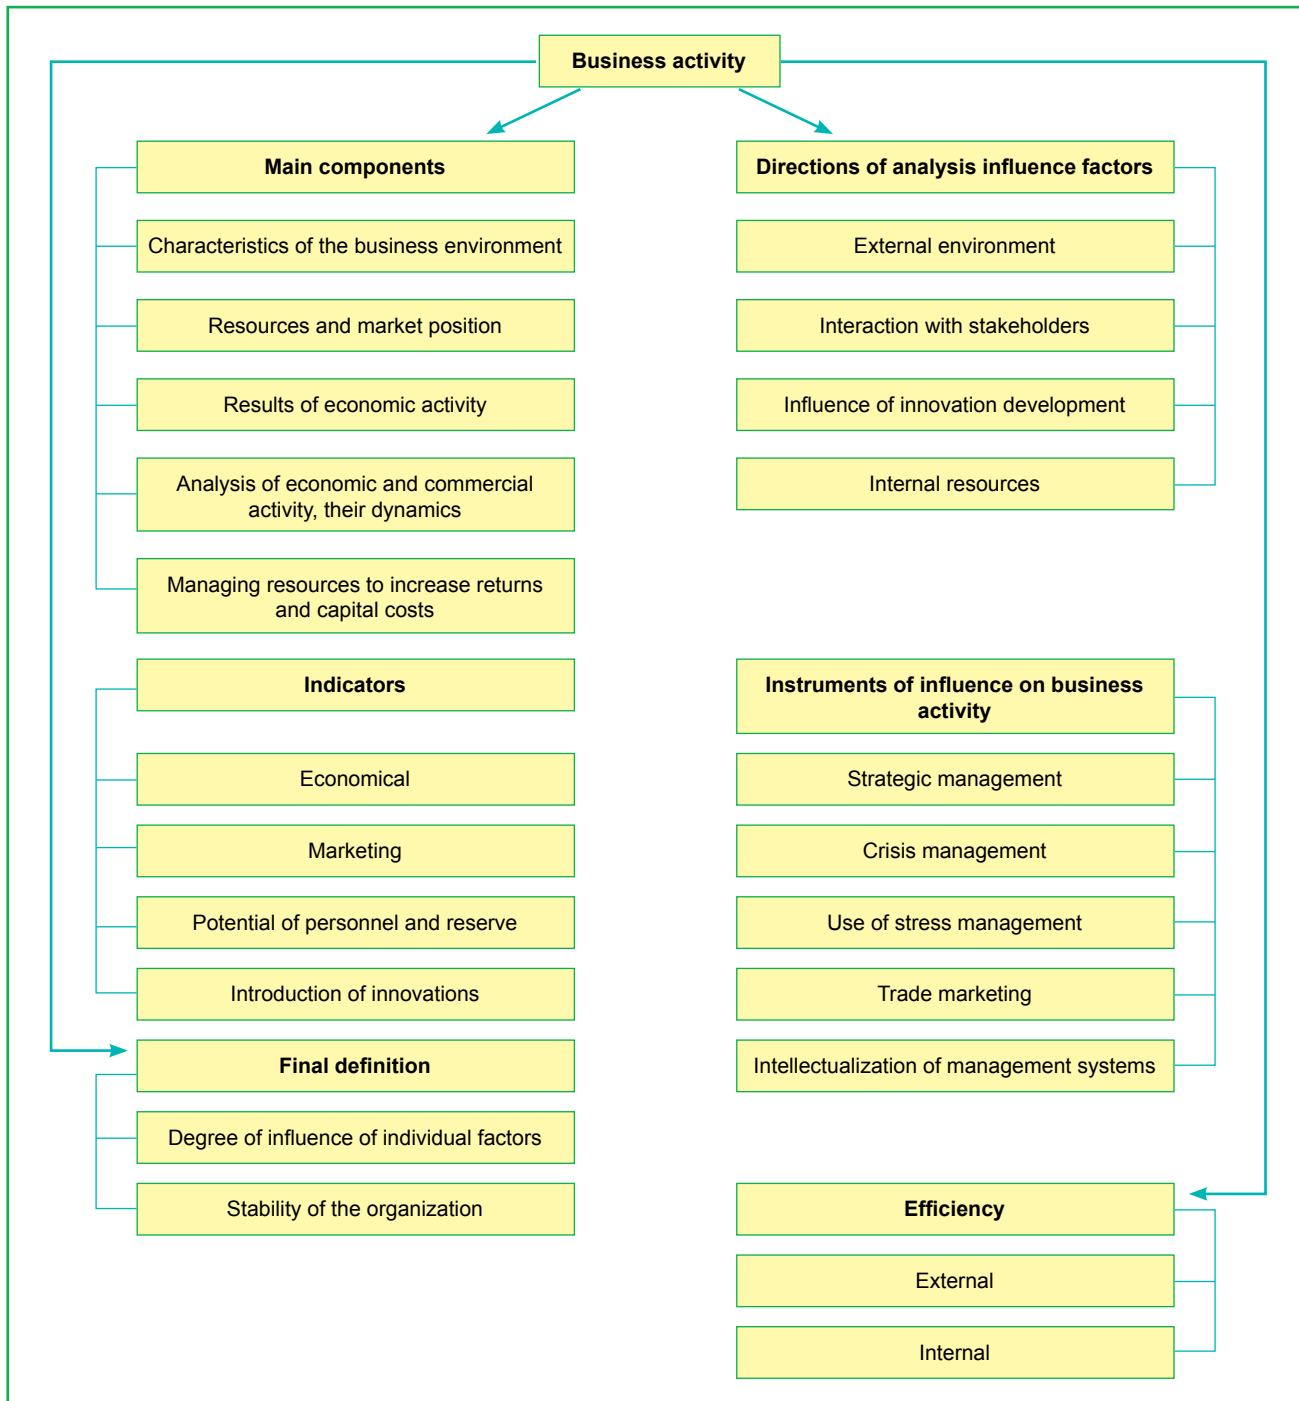 Business activity
Main components
Characteristics of the business environment
Resources and market position
Results of economic activity
Analysis of economic and commercial
activity, their dynamics
Managing resources to increase returns
and capital costs
Indicators
Economical
Marketing
Potential of personnel and reserve
Introduction of innovations
Final definition
Degree of influence of individual factors
Stability of the organization
Directions of analysis influence factors
External environment
Interaction with stakeholders
Influence of innovation development
Internal resources
Instruments of influence on business
activity
Strategic management
Crisis management
Use of stress management
Trade marketing
Intellectualization of management systems
Efficiency
External
Internal